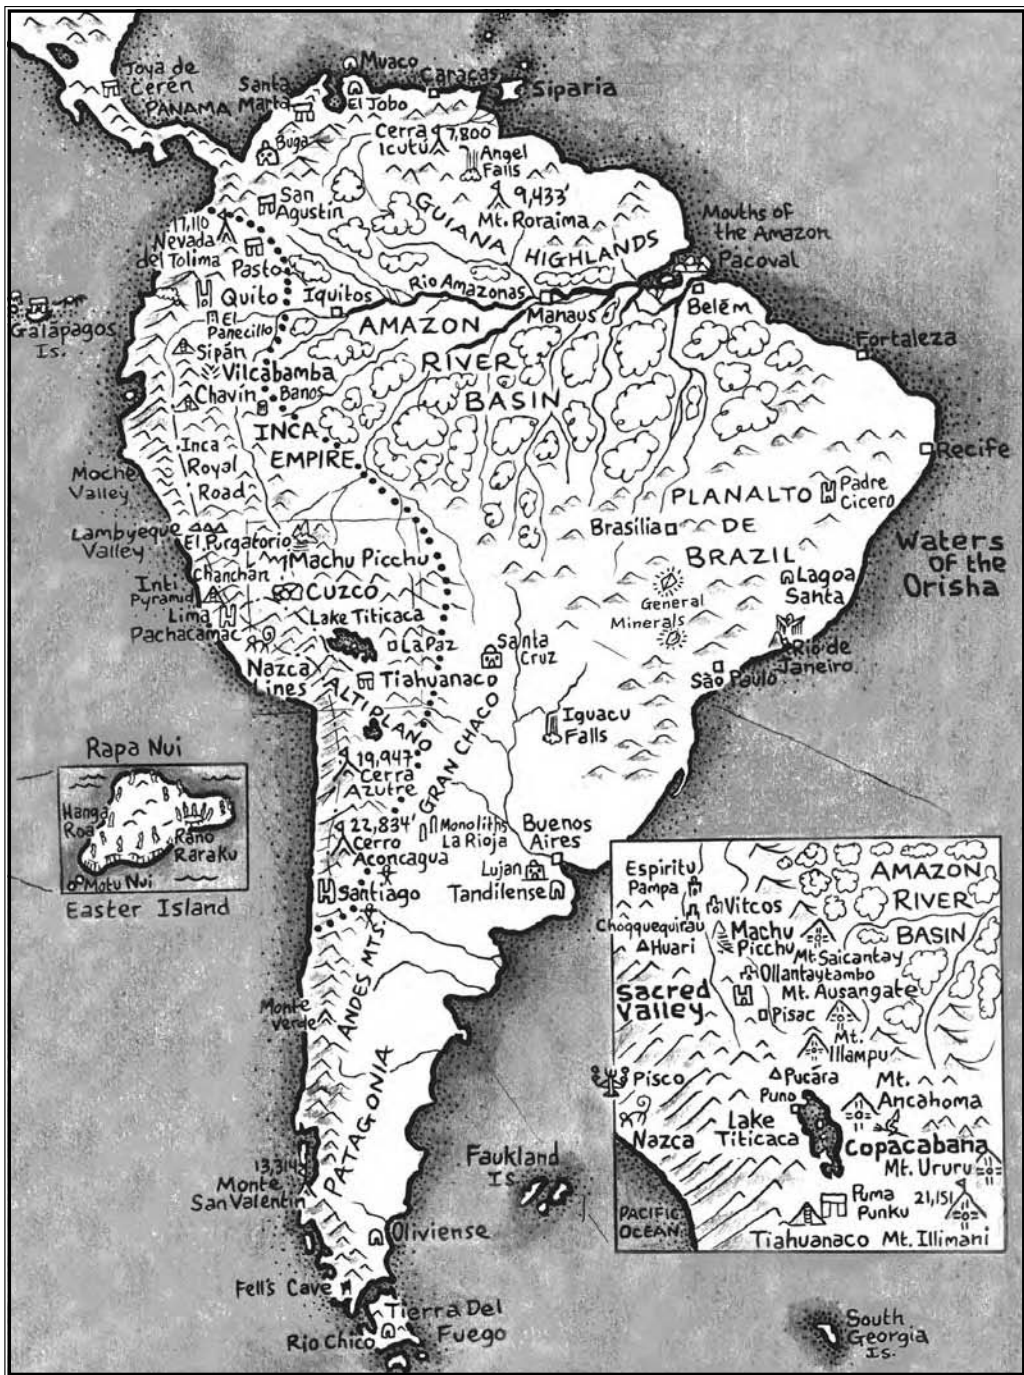 Joya de
Cerén
PANAMA
Santa
Marta
Muaco
El Jobo
Caracas
Siparia
Buga
Cerra
Icutú
7,800
Angel
Falls
9,433'
Mt. Roraima
GUIANA
HIGHLANDS
San
Agustin
17,110
Nevada
del Tolima
Pasto
Mouths of
the Amazon
Pacoval
Galápagos
Is.
Quito
Iquitos
Rio Amazonas
Manaus
Belém
El
Panecillo
AMAZON
RIVER
BASIN
Fortaleza
Sipán
Vilcabamba
Chavín
Banos
INCA
EMPIRE
Inca
Royal
Road
Moche
Valley
Recife
PLANALTO
DE
BRAZIL
Padre
Cicero
Brasília
Lambyeque
Valley
El Purgatorio
Machu Picchu
Chanchan
Waters
of the
Orisha
Inti
Pyramid
Cuzco
General
Minerals
Lagoa
Santa
Lima
Pachacamac
Lake Titicaca
La Paz
Santa
Cruz
Rio de
Janeiro
Nazca
Lines
Tiahuanaco
São Paulo
ALTIPLANO
GRAN CHACO
Iguacu
Falls
19,947
Cerra
Azutre
Rapa Nui
Hanga
Roa
Rano
Raraku
Motu Nui
Easter Island
22,834'
Cerro
Aconcagua
Monoliths
La Rioja
Buenos
Aires
Lujan
Santiago
Tandilense
ANDES MTS.
Monte
Verde
PATAGONIA
13,314
Monte
San Valentin
Faukland
Is.
Oliviense
Fell's Cave
Tierra Del
Fuego
Rio Chico
South
Georgia
Is.
Espiritu
Pampa
AMAZON
RIVER
BASIN
Vitcos
Choqquequirau
Machu
Picchu
Huari
Mt. Saicantay
Ollantaytambo
Sacred
Valley
Mt. Ausangate
Pisac
Mt.
Illampu
Pisco
Pucára
Puno
Mt.
Ancahoma
Nazca
Lake
Titicaca
Copacabana
Mt. Ururu
PACIFIC
OCEAN
Puma
Punku
21,151
Tiahuanaco
Mt. Illimani